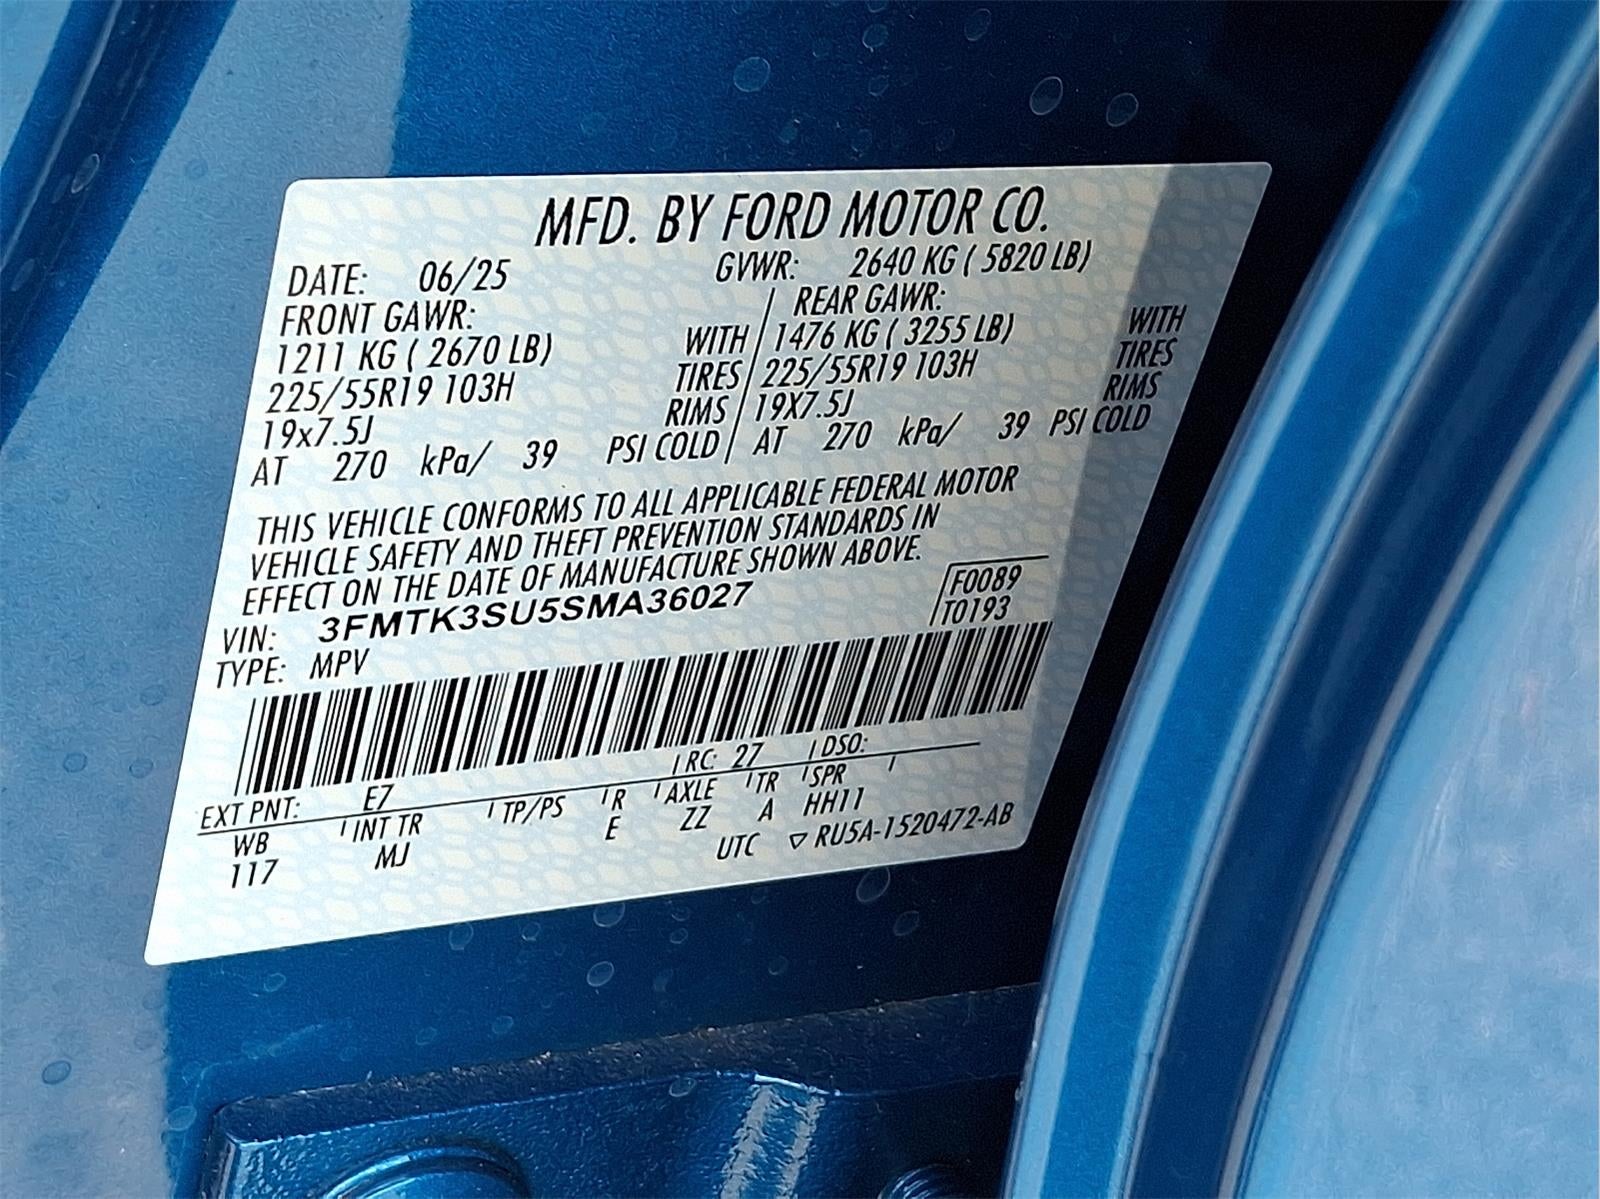 MFD. BY FORD MOTOR CO.
DATE: 06/25 GVWR: 2640 KG ( 5820 LB)
FRONT GAWR: REAR GAWR:
1211 KG ( 2670 LB) WITH 1476 KG ( 3255 LB) WITH
225/55R19 103H TIRES 225/55R19 103H TIRES
19x7.5J RIMS 19X7.5J RIMS
AT 270 kPa/ 39 PSI COLD AT 270 kPa/ 39 PSI COLD
THIS VEHICLE CONFORMS TO ALL APPLICABLE FEDERAL MOTOR
VEHICLE SAFETY AND THEFT PREVENTION STANDARDS IN
EFFECT ON THE DATE OF MANUFACTURE SHOWN ABOVE.
VIN: 3FMTK3SU5SMA36027 F0089
TYPE: MPV T0193
EXT PNT: E7 RC: 27 DSO:
WB INT TR TP/PS R AXLE TR SPR
117 MJ E ZZ A HH11
UTC ▽ RU5A-1520472-AB